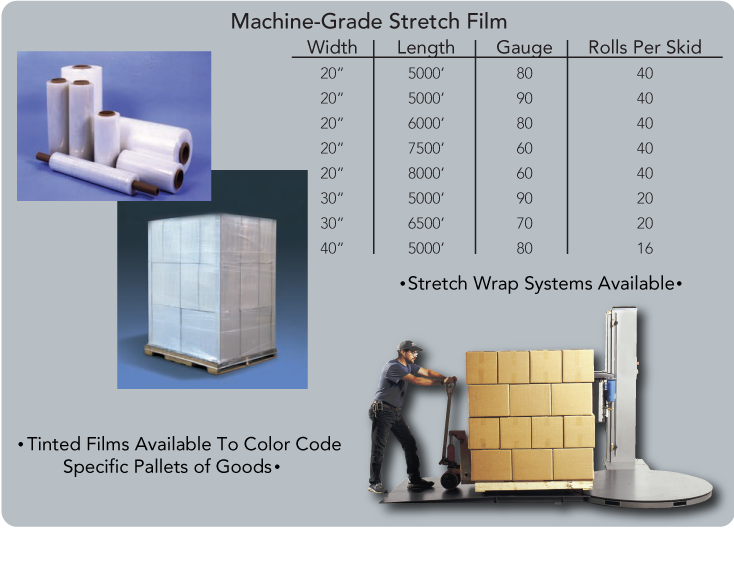 Machine-Grade Stretch Film
Width Length Gauge Rolls Per Skid
20" 5000' 80 40
20" 5000' 90 40
20" 6000' 80 40
20" 7500' 60 40
20" 8000' 60 40
30" 5000' 90 20
30" 6500' 70 20
40" 5000' 80 16
•Stretch Wrap Systems Available•
•Tinted Films Available To Color Code
Specific Pallets of Goods•